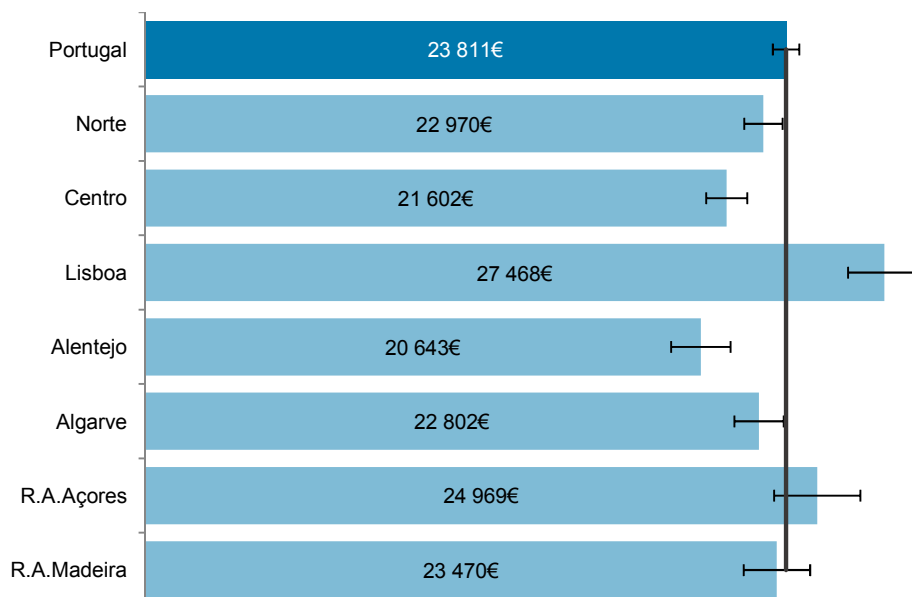 Portugal 23 811€
Norte 22 970€
Centro 21 602€
Lisboa 27 468€
Alentejo 20 643€
Algarve 22 802€
R.A.Açores 24 969€
R.A.Madeira 23 470€